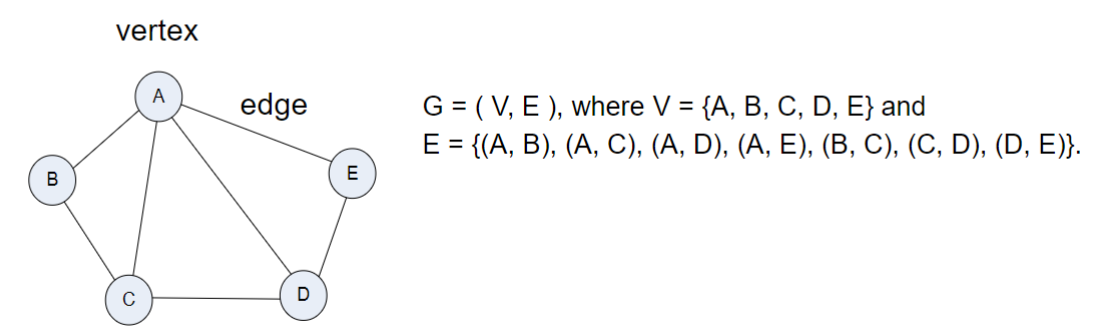 vertex
A
edge
G = ( V, E ), where V = {A, B, C, D, E} and
E = {(A, B), (A, C), (A, D), (A, E), (B, C), (C, D), (D, E)}.
B
E
C
D